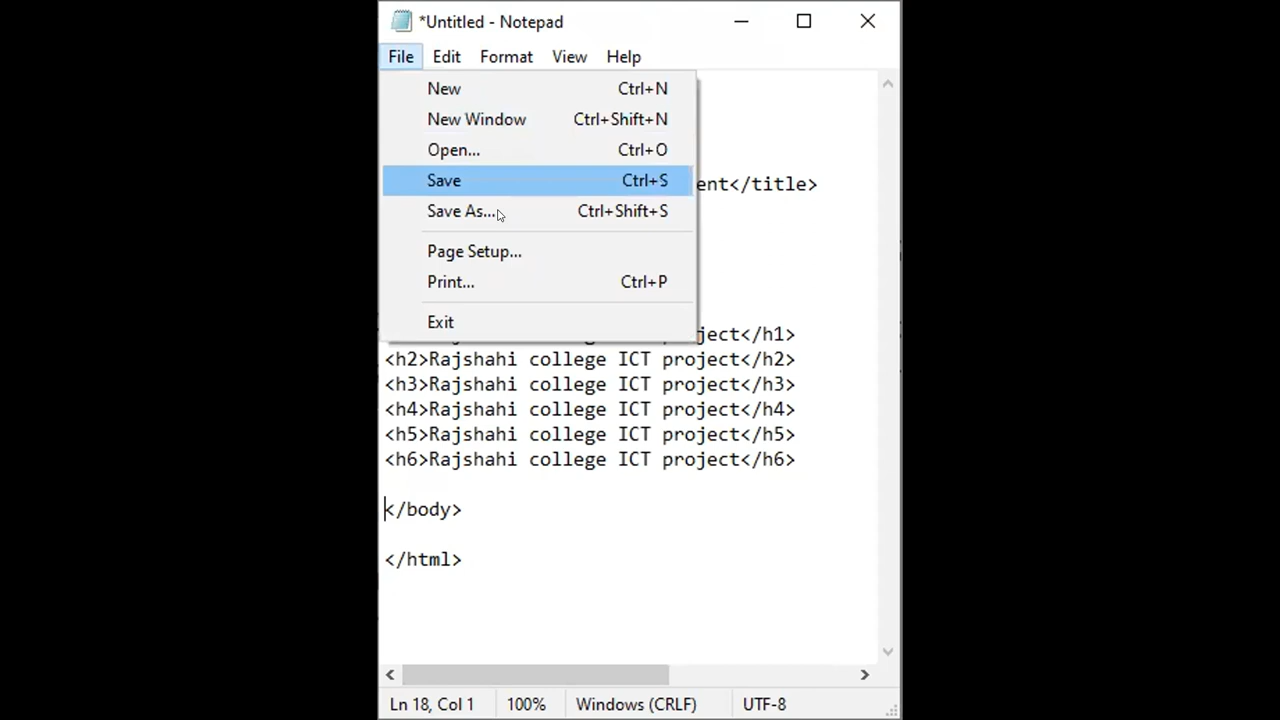 *Untitled - Notepad
File Edit Format View Help
New Ctrl+N
New Window Ctrl+Shift+N
Open... Ctrl+O
Save Ctrl+S
ent</title>
Save As... Ctrl+Shift+S
Page Setup... 
Print... Ctrl+P
Exit
ject</h1>
<h2>Rajshahi college ICT project</h2>
<h3>Rajshahi college ICT project</h3>
<h4>Rajshahi college ICT project</h4>
<h5>Rajshahi college ICT project</h5>
<h6>Rajshahi college ICT project</h6>
</body>
</html>
Ln 18, Col 1 100% Windows (CRLF) UTF-8